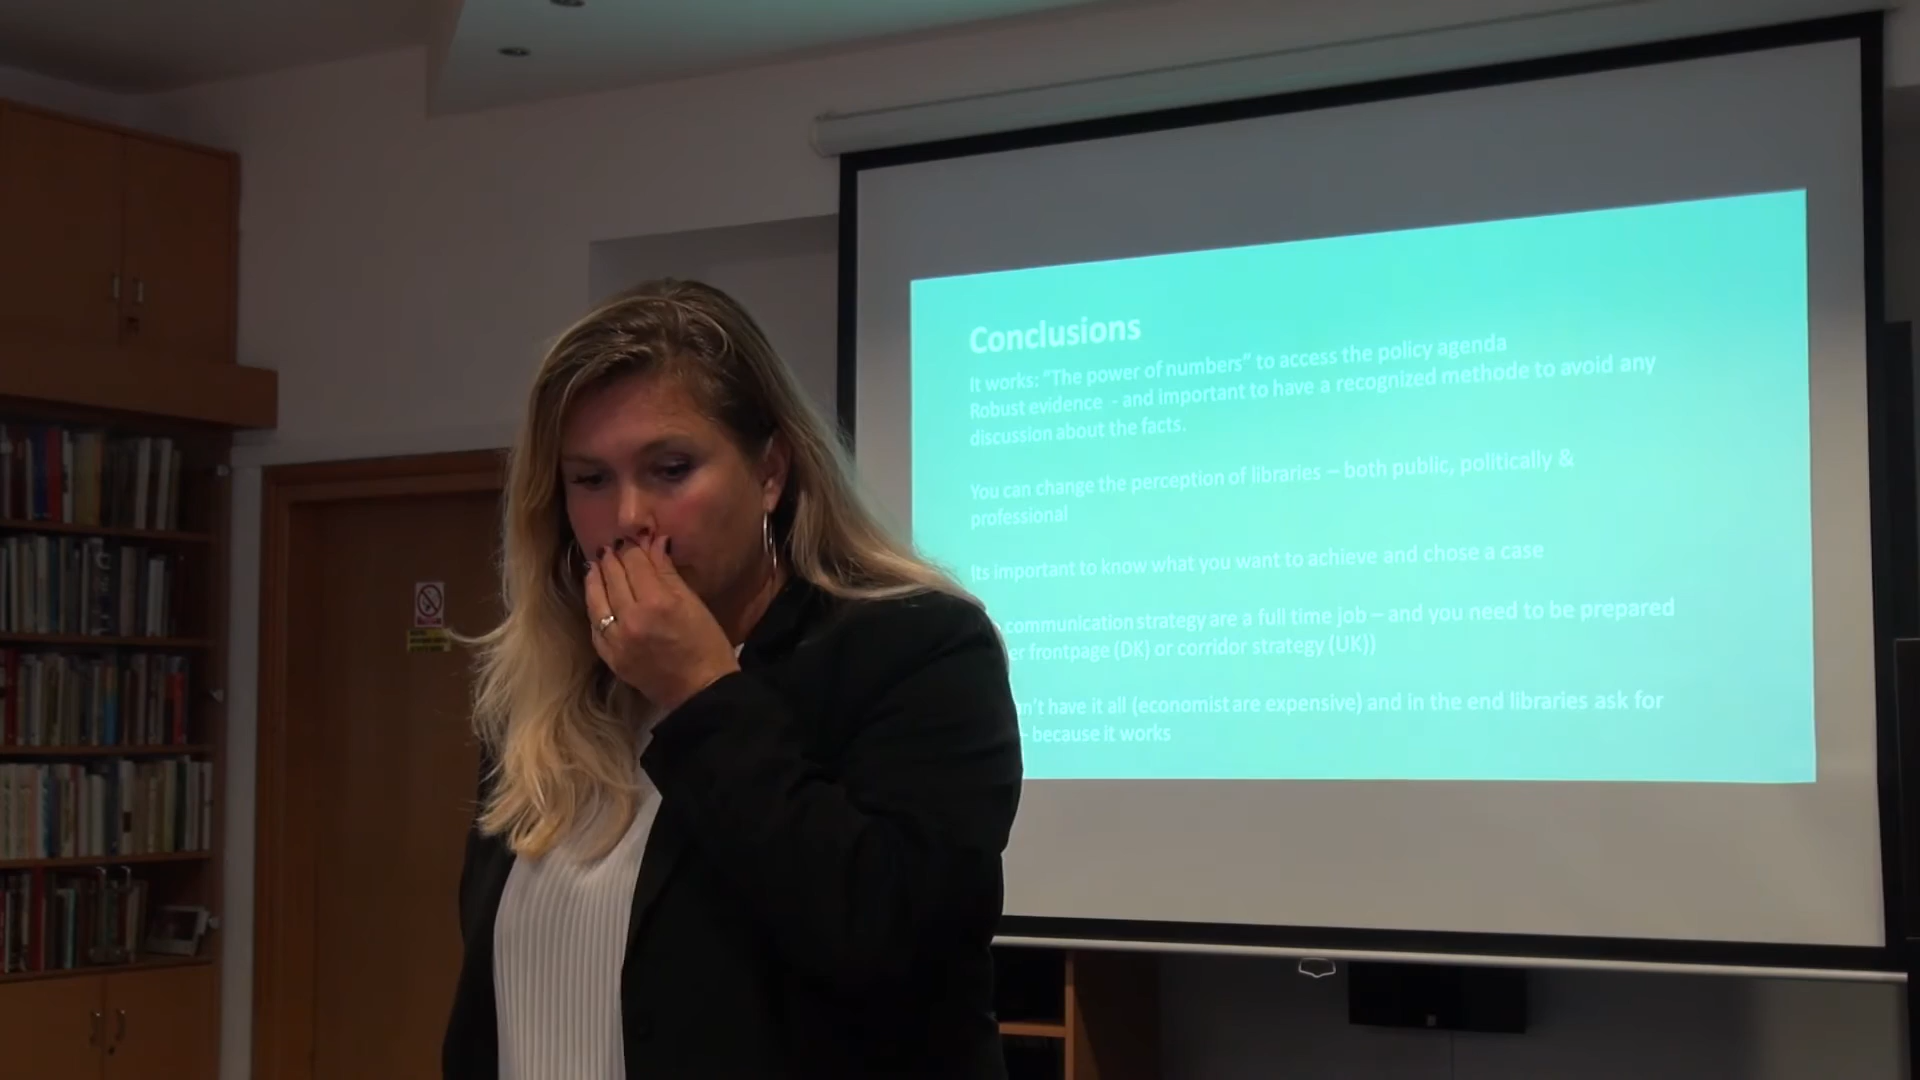 Conclusions
It works: "The power of numbers" to access the policy agenda
Robust evidence - and important to have a recognized methode to avoid any
discussion about the facts.
You can change the perception of libraries – both public, politically &
professional
Its important to know what you want to achieve and chose a case
communication strategy are a full time job – and you need to be prepared
frontpage (DK) or corridor strategy (UK))
have it all (economist are expensive) and in the end libraries ask for
- because it works